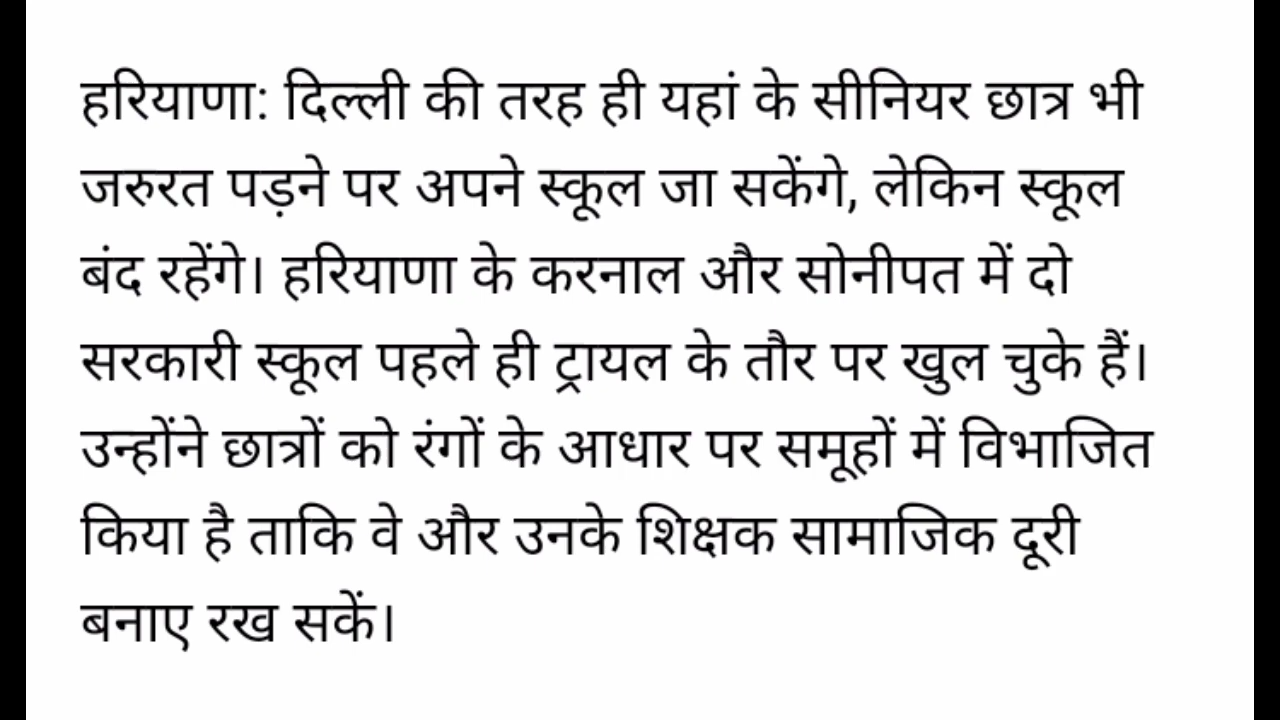 हरियाणा: दिल्ली की तरह ही यहां के सीनियर छात्र भी
जरुरत पड़ने पर अपने स्कूल जा सकेंगे, लेकिन स्कूल
बंद रहेंगे। हरियाणा के करनाल और सोनीपत में दो
सरकारी स्कूल पहले ही ट्रायल के तौर पर खुल चुके हैं।
उन्होंने छात्रों को रंगों के आधार पर समूहों में विभाजित
किया है ताकि वे और उनके शिक्षक सामाजिक दूरी
बनाए रख सकें।